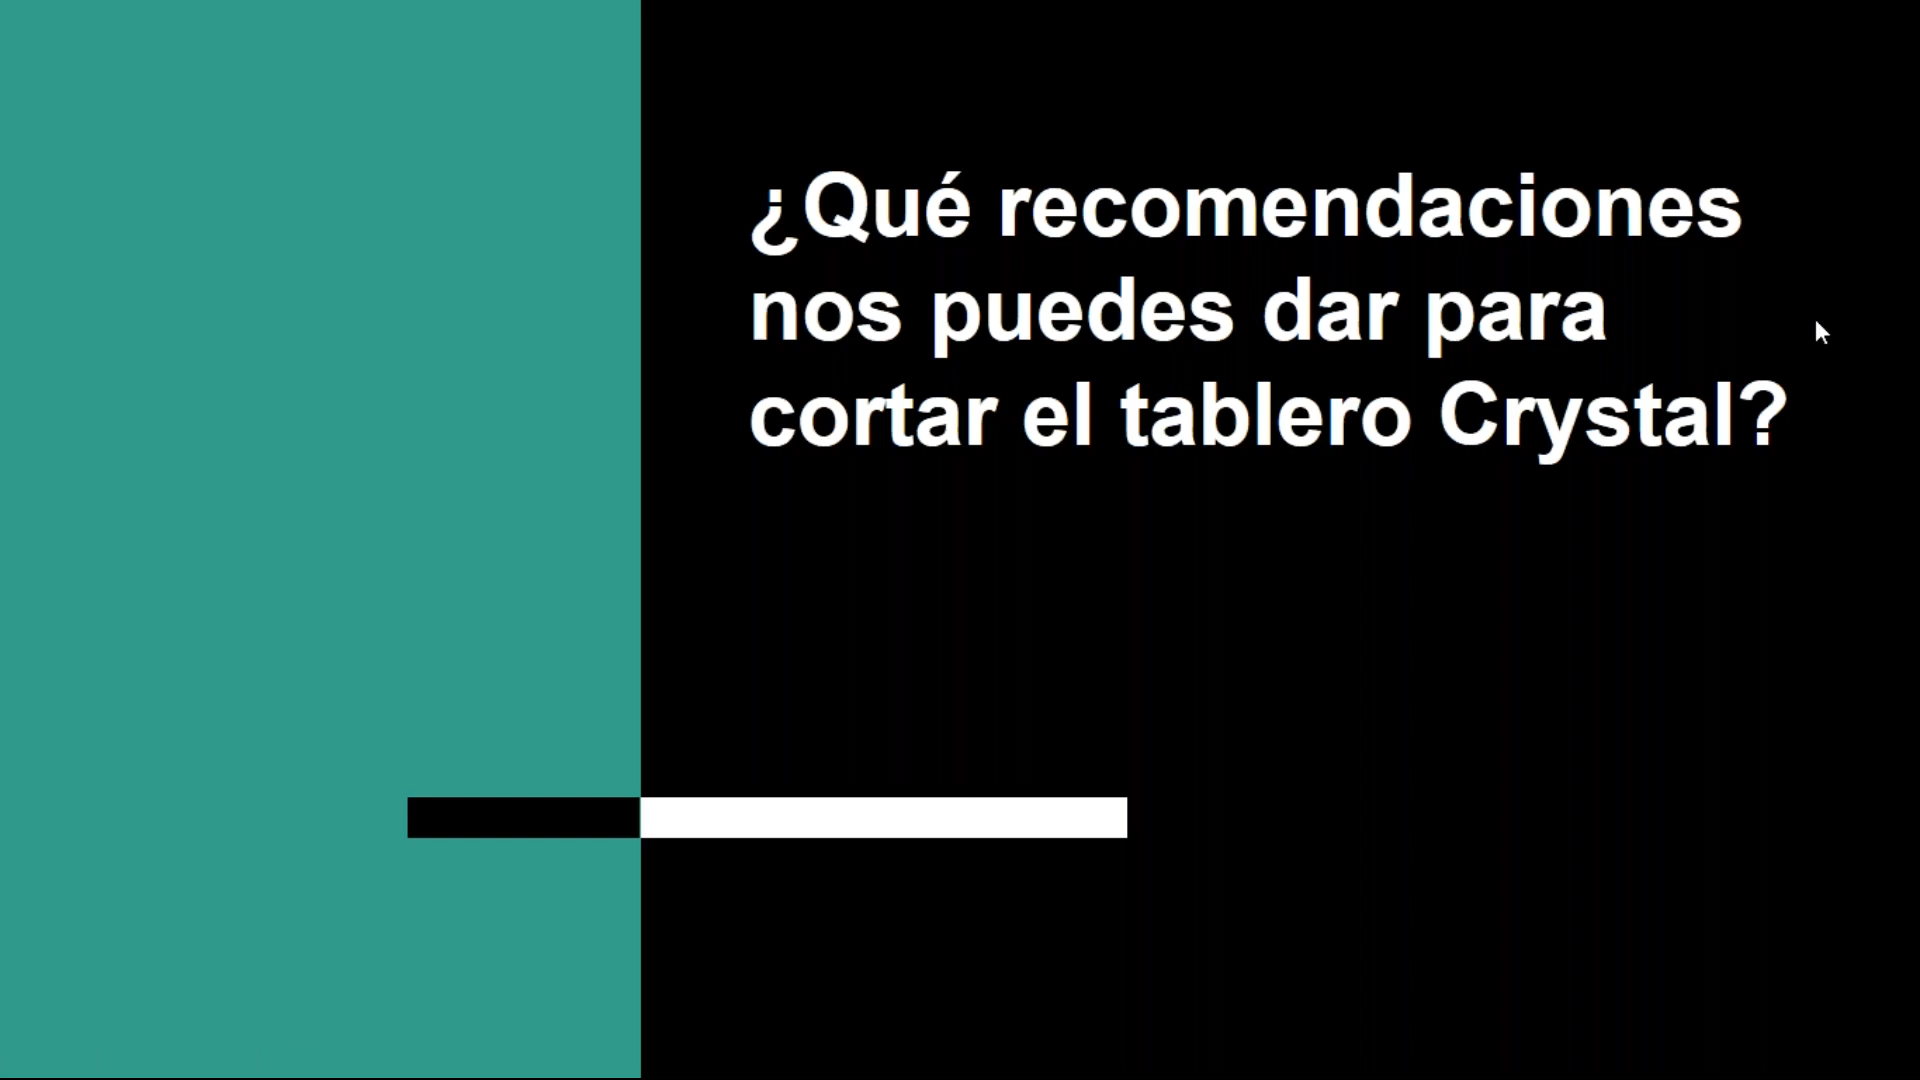 ¿Qué recomendaciones
nos puedes dar para
cortar el tablero Crystal?